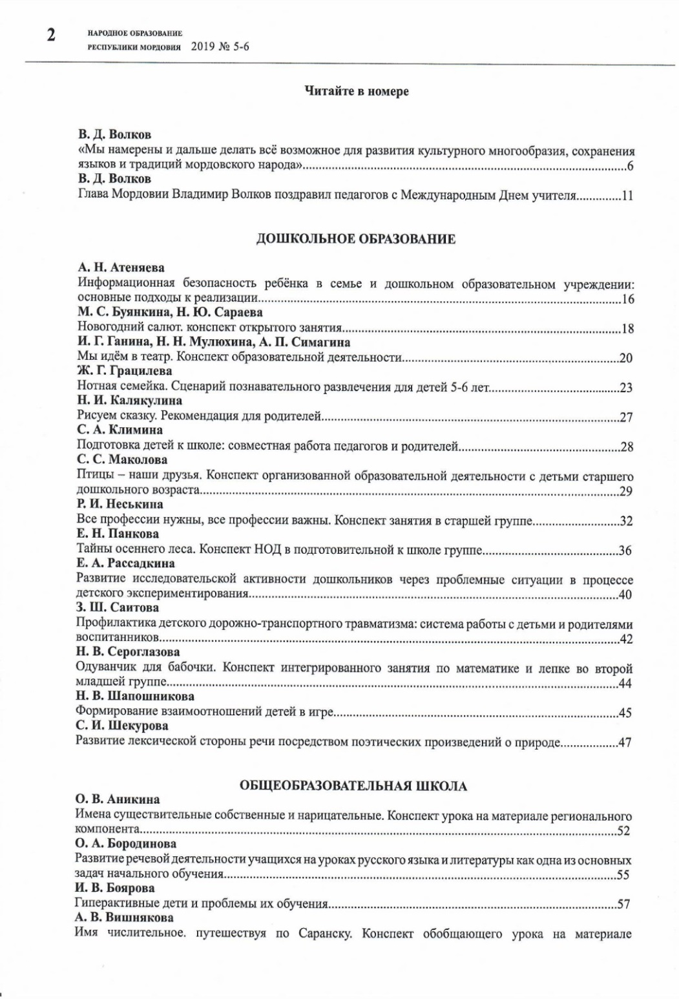 2
НАРОДНОЕ ОБРАЗОВАНИЕ
РЕСПУБЛИКИ МОРДОВИЯ 2019 № 5-6
Читайте в номере
В. Д. Волков
«Мы намерены и дальше делать всё возможное для развития культурного многообразия, сохранения
языков и традиций мордовского народа»...6
В. Д. Волков
Глава Мордовии Владимир Волков поздравил педагогов с Международным Днем учителя...11
ДОШКОЛЬНОЕ ОБРАЗОВАНИЕ
А. Н. Атеняева
Информационная безопасность ребёнка в семье и дошкольном образовательном учреждении:
основные подходы к реализации...16
М. С. Буянкина, Н. Ю. Сараева
Новогодний салют. конспект открытого занятия...18
И. Г. Ганина, Н. Н. Мулюхина, А. П. Симагина
Мы идём в театр. Конспект образовательной деятельности...20
Ж. Г. Грацилева
Нотная семейка. Сценарий познавательного развлечения для детей 5-6 лет...23
Н. И. Калякулина
Рисуем сказку. Рекомендация для родителей...27
С. А. Климина
Подготовка детей к школе: совместная работа педагогов и родителей...28
С. С. Маколова
Птицы – наши друзья. Конспект организованной образовательной деятельности с детьми старшего
дошкольного возраста...29
Р. И. Неськина
Все профессии нужны, все профессии важны. Конспект занятия в старшей группе...32
Е. Н. Панкова
Тайны осеннего леса. Конспект НОД в подготовительной к школе группе...36
Е. А. Рассадкина
Развитие исследовательской активности дошкольников через проблемные ситуации в процессе
детского экспериментирования...40
З. Ш. Саитова
Профилактика детского дорожно-транспортного травматизма: система работы с детьми и родителями
воспитанников...42
Н. В. Сероглазова
Одуванчик для бабочки. Конспект интегрированного занятия по математике и лепке во второй
младшей группе...44
Н. В. Шапошникова
Формирование взаимоотношений детей в игре...45
С. И. Шекурова
Развитие лексической стороны речи посредством поэтических произведений о природе...47
ОБЩЕОБРАЗОВАТЕЛЬНАЯ ШКОЛА
О. В. Аникина
Имена существительные собственные и нарицательные. Конспект урока на материале регионального
компонента...52
О. А. Бородинова
Развитие речевой деятельности учащихся на уроках русского языка и литературы как одна из основных
задач начального обучения...55
И. В. Боярова
Гиперактивные дети и проблемы их обучения...57
А. В. Вишнякова
Имя числительное. путешествуя по Саранску. Конспект обобщающего урока на материале